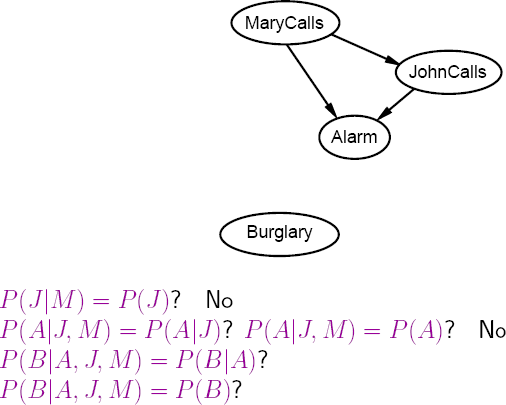 MaryCalls
JohnCalls
Alarm
Burglary
P(J|M) = P(J)? No
P(A|J, M) = P(A|J)? P(A|J, M) = P(A)? No
P(B|A, J, M) = P(B|A)?
P(B|A, J, M) = P(B)?